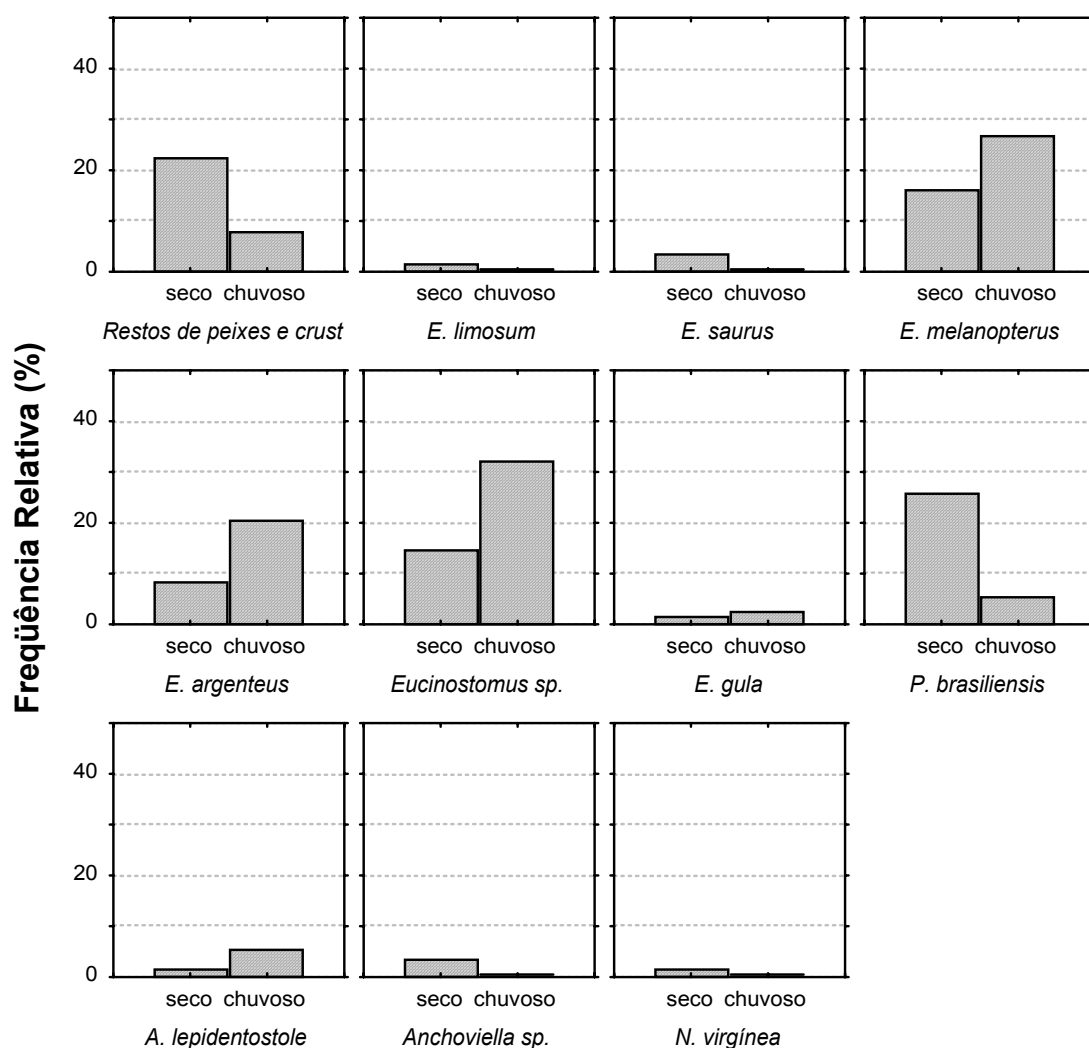 Freqüência Relativa (%)
40
20
0
seco chuvoso seco chuvoso seco chuvoso seco chuvoso
Restos de peixes e crust E. limosum E. saurus E. melanopterus
40
20
0
seco chuvoso seco chuvoso seco chuvoso seco chuvoso
E. argenteus Eucinostomus sp. E. gula P. brasiliensis
40
20
0
seco chuvoso seco chuvoso seco chuvoso
A. lepidentostole Anchoviella sp. N. virgínea